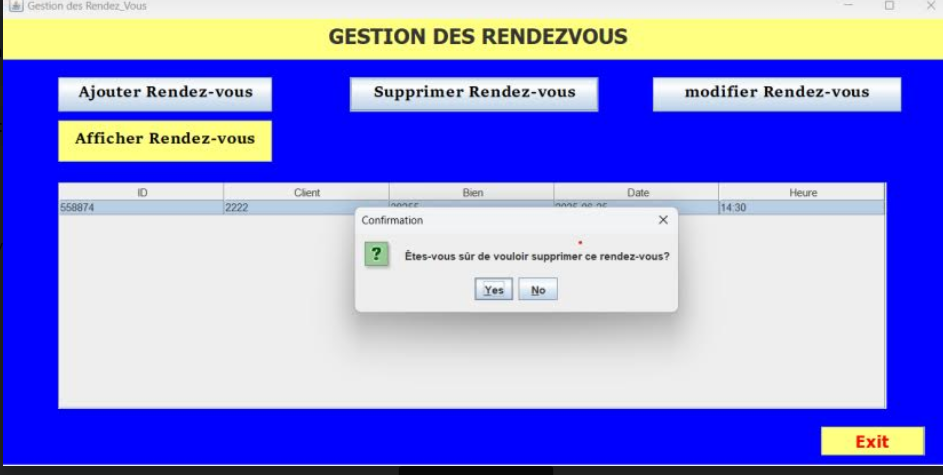 Gestion des Rendez_Vous
GESTION DES RENDEZVOUS
Ajouter Rendez-vous
Supprimer Rendez-vous
modifier Rendez-vous
Afficher Rendez-vous
ID Client Bien Date Heure
558874 2222 14:30
Confirmation
Êtes-vous sûr de vouloir supprimer ce rendez-vous?
Yes No
Exit